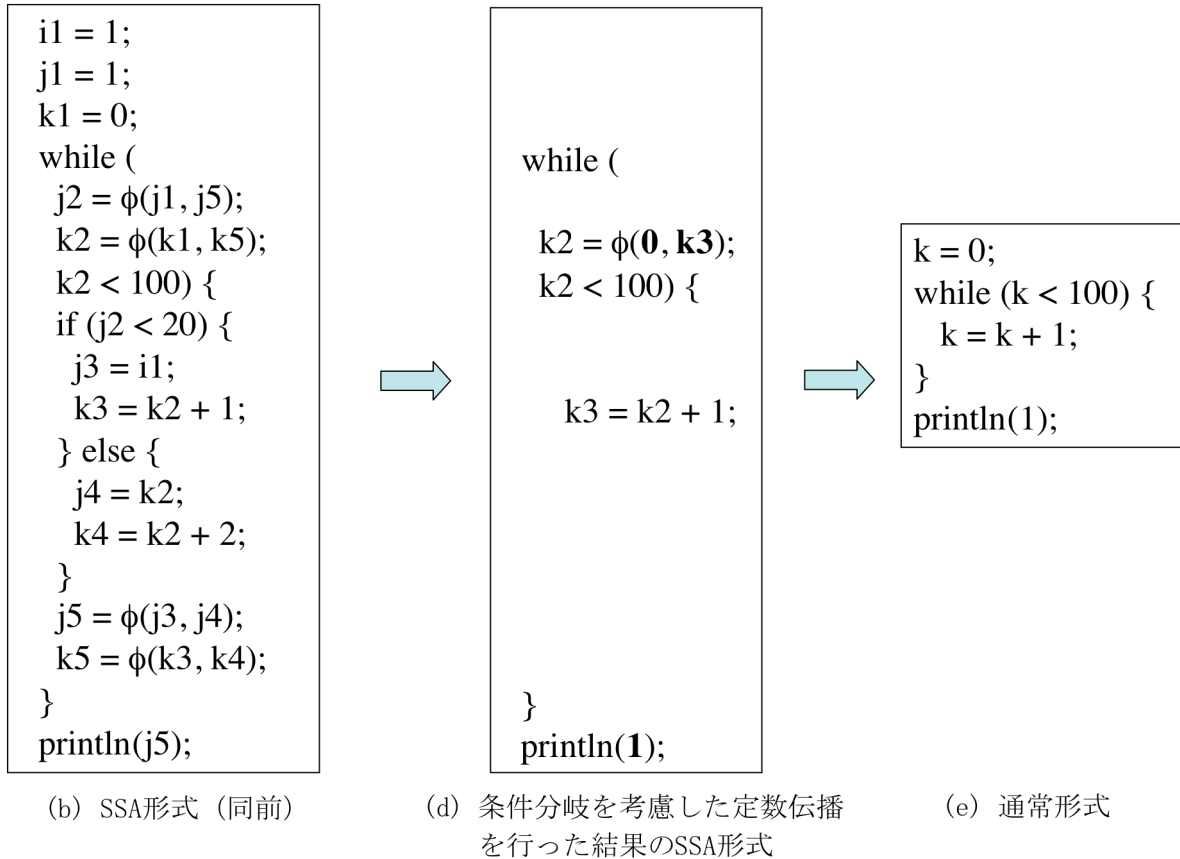 i1 = 1;
j1 = 1;
k1 = 0;
while (
j2 = ϕ(j1, j5);
k2 = ϕ(k1, k5);
k2 < 100) {
if (j2 < 20) {
j3 = i1;
k3 = k2 + 1;
} else {
j4 = k2;
k4 = k2 + 2;
}
j5 = ϕ(j3, j4);
k5 = ϕ(k3, k4);
}
println(j5);
(b) SSA形式 (同前)
while (
k2 = ϕ(0, k3);
k2 < 100) {
k3 = k2 + 1;
}
println(1);
(d) 条件分岐を考慮した定数伝播
を行った結果のSSA形式
k = 0;
while (k < 100) {
k = k + 1;
}
println(1);
(e) 通常形式